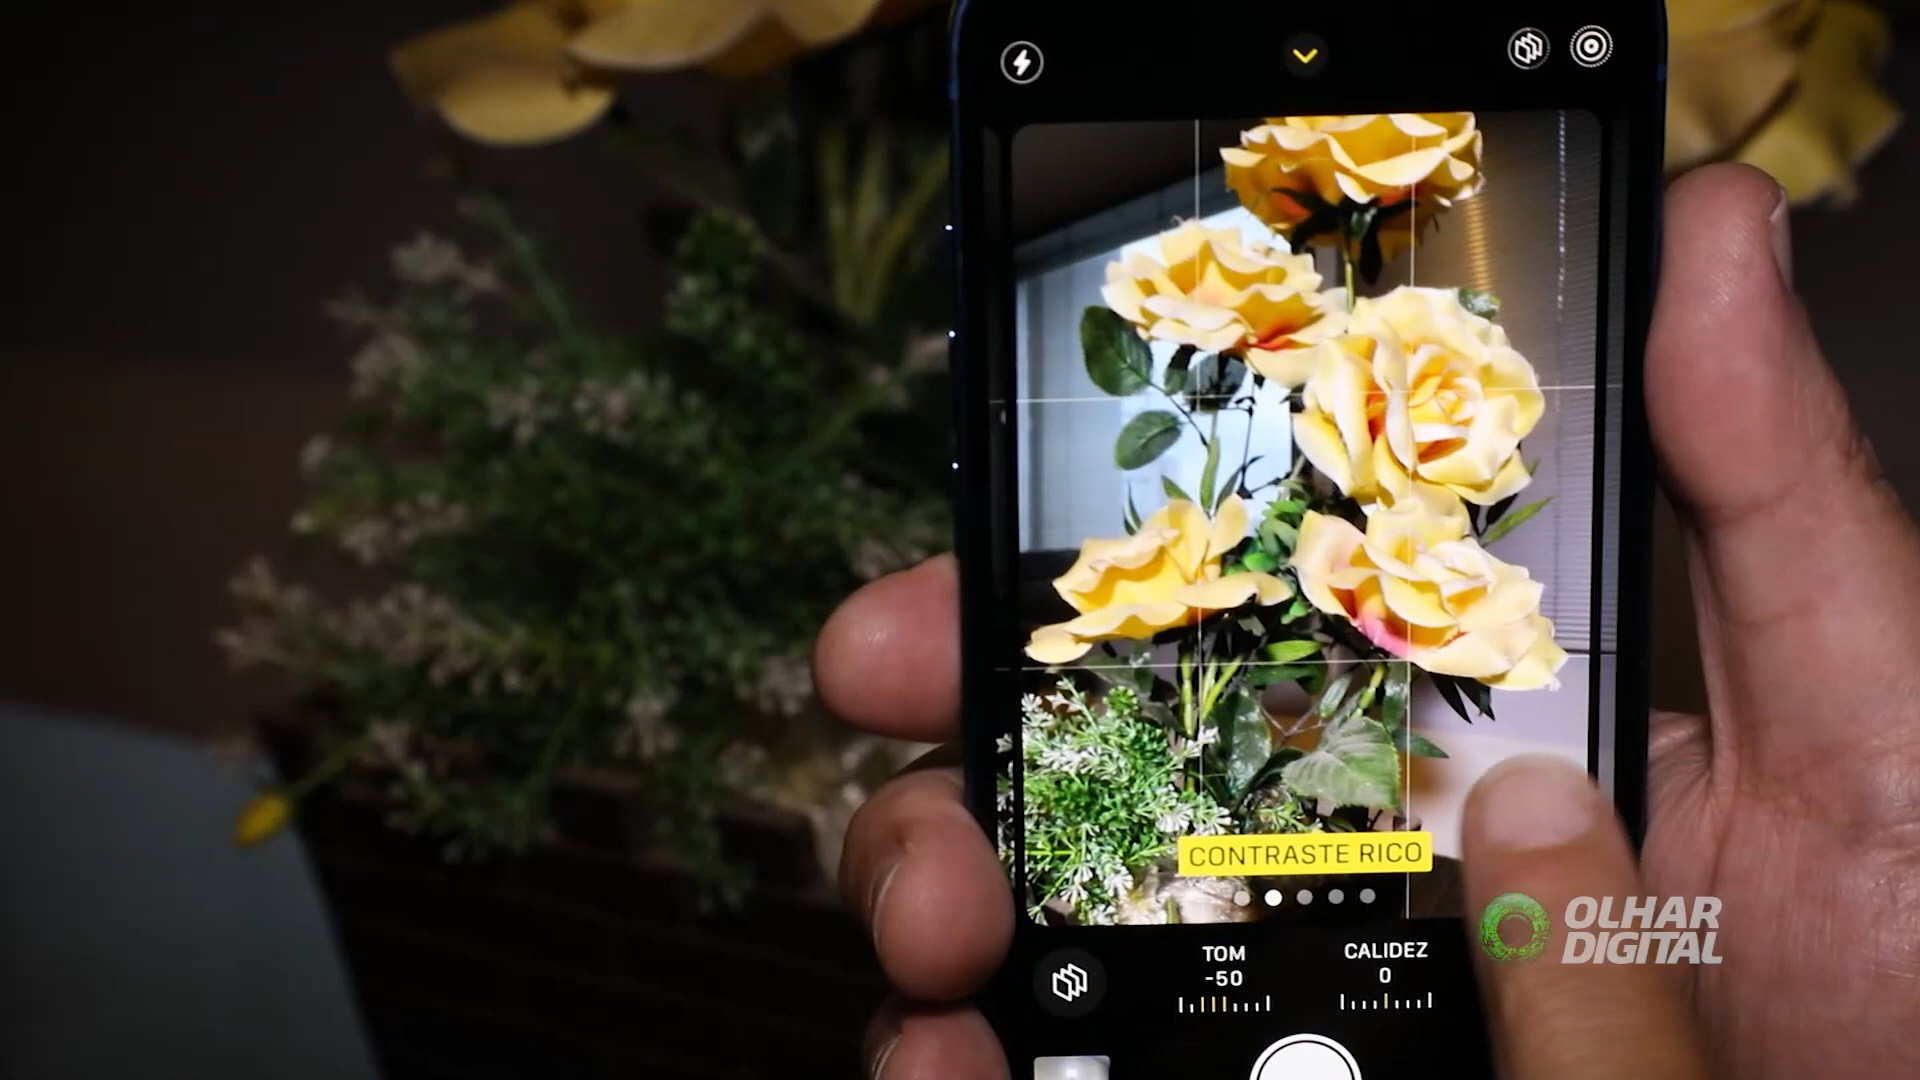 CONTRASTE RICO
TOM
-50
CALIDEZ
0
OLHAR
DIGITAL